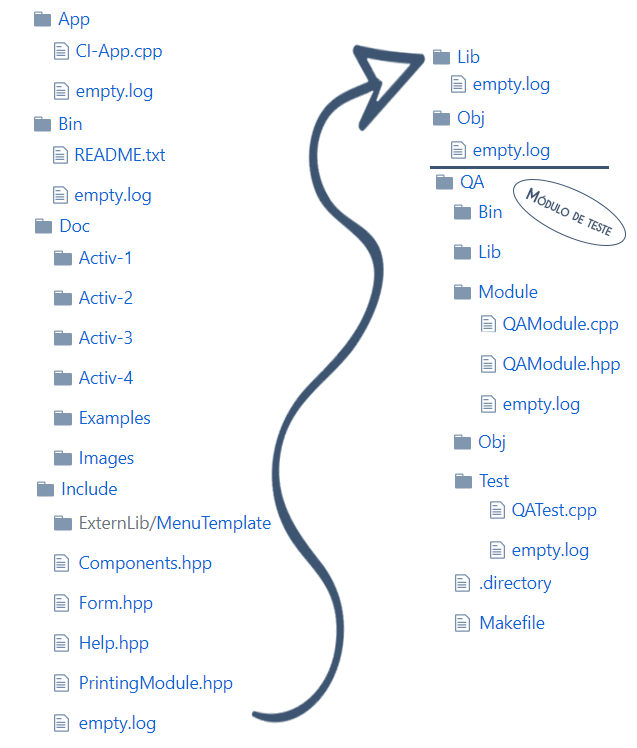 App
CI-App.cpp
empty.log
Bin
README.txt
empty.log
Doc
Activ-1
Activ-2
Activ-3
Activ-4
Examples
Images
Include
ExternLib/MenuTemplate
Components.hpp
Form.hpp
Help.hpp
PrintingModule.hpp
empty.log
Lib
empty.log
Obj
empty.log
QA
MÓDULO DE TESTE
Bin
Lib
Module
QAModule.cpp
QAModule.hpp
empty.log
Obj
Test
QATest.cpp
empty.log
.directory
Makefile